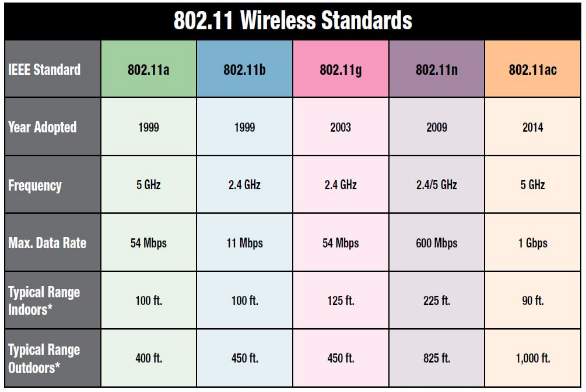 802.11 Wireless Standards
IEEE Standard 802.11a 802.11b 802.11g 802.11n 802.11ac
Year Adopted 1999 1999 2003 2009 2014
Frequency 5 GHz 2.4 GHz 2.4 GHz 2.4/5 GHz 5 GHz
Max. Data Rate 54 Mbps 11 Mbps 54 Mbps 600 Mbps 1 Gbps
Typical Range
Indoors* 100 ft. 100 ft. 125 ft. 225 ft. 90 ft.
Typical Range
Outdoors* 400 ft. 450 ft. 450 ft. 825 ft. 1,000 ft.